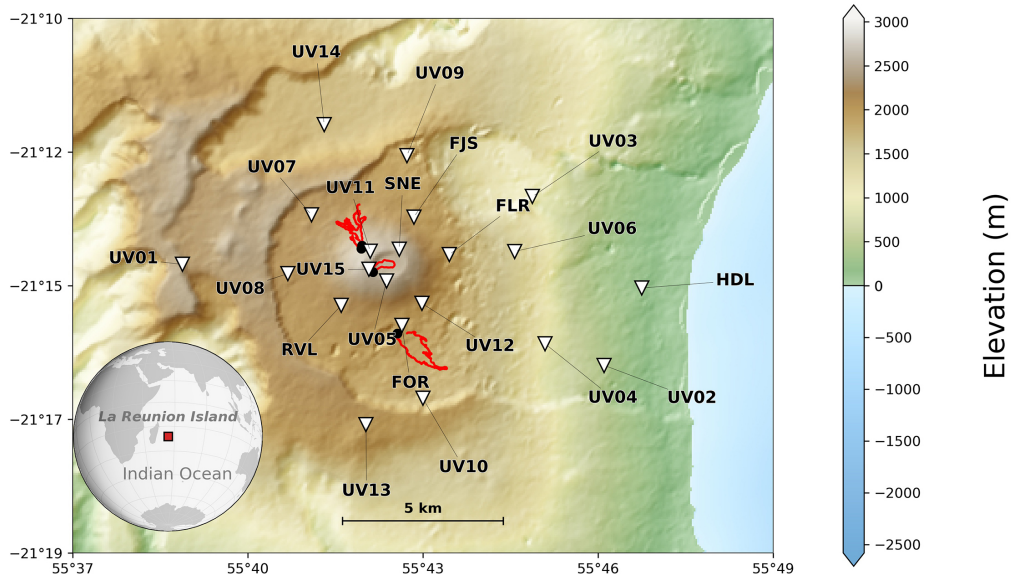 −21°10
−21°12
−21°15
−21°17
−21°19
55°37
55°40
55°43
55°46
55°49
UV14
UV09
FJS
UV03
UV07
SNE
UV11
FLR
UV06
UV01
UV08
UV15
HDL
RVL
UV05
UV12
FOR
UV04
UV02
UV10
UV13
5 km
La Reunion Island
Indian Ocean
3000
2500
2000
1500
1000
500
0
−500
−1000
−1500
−2000
−2500
Elevation (m)